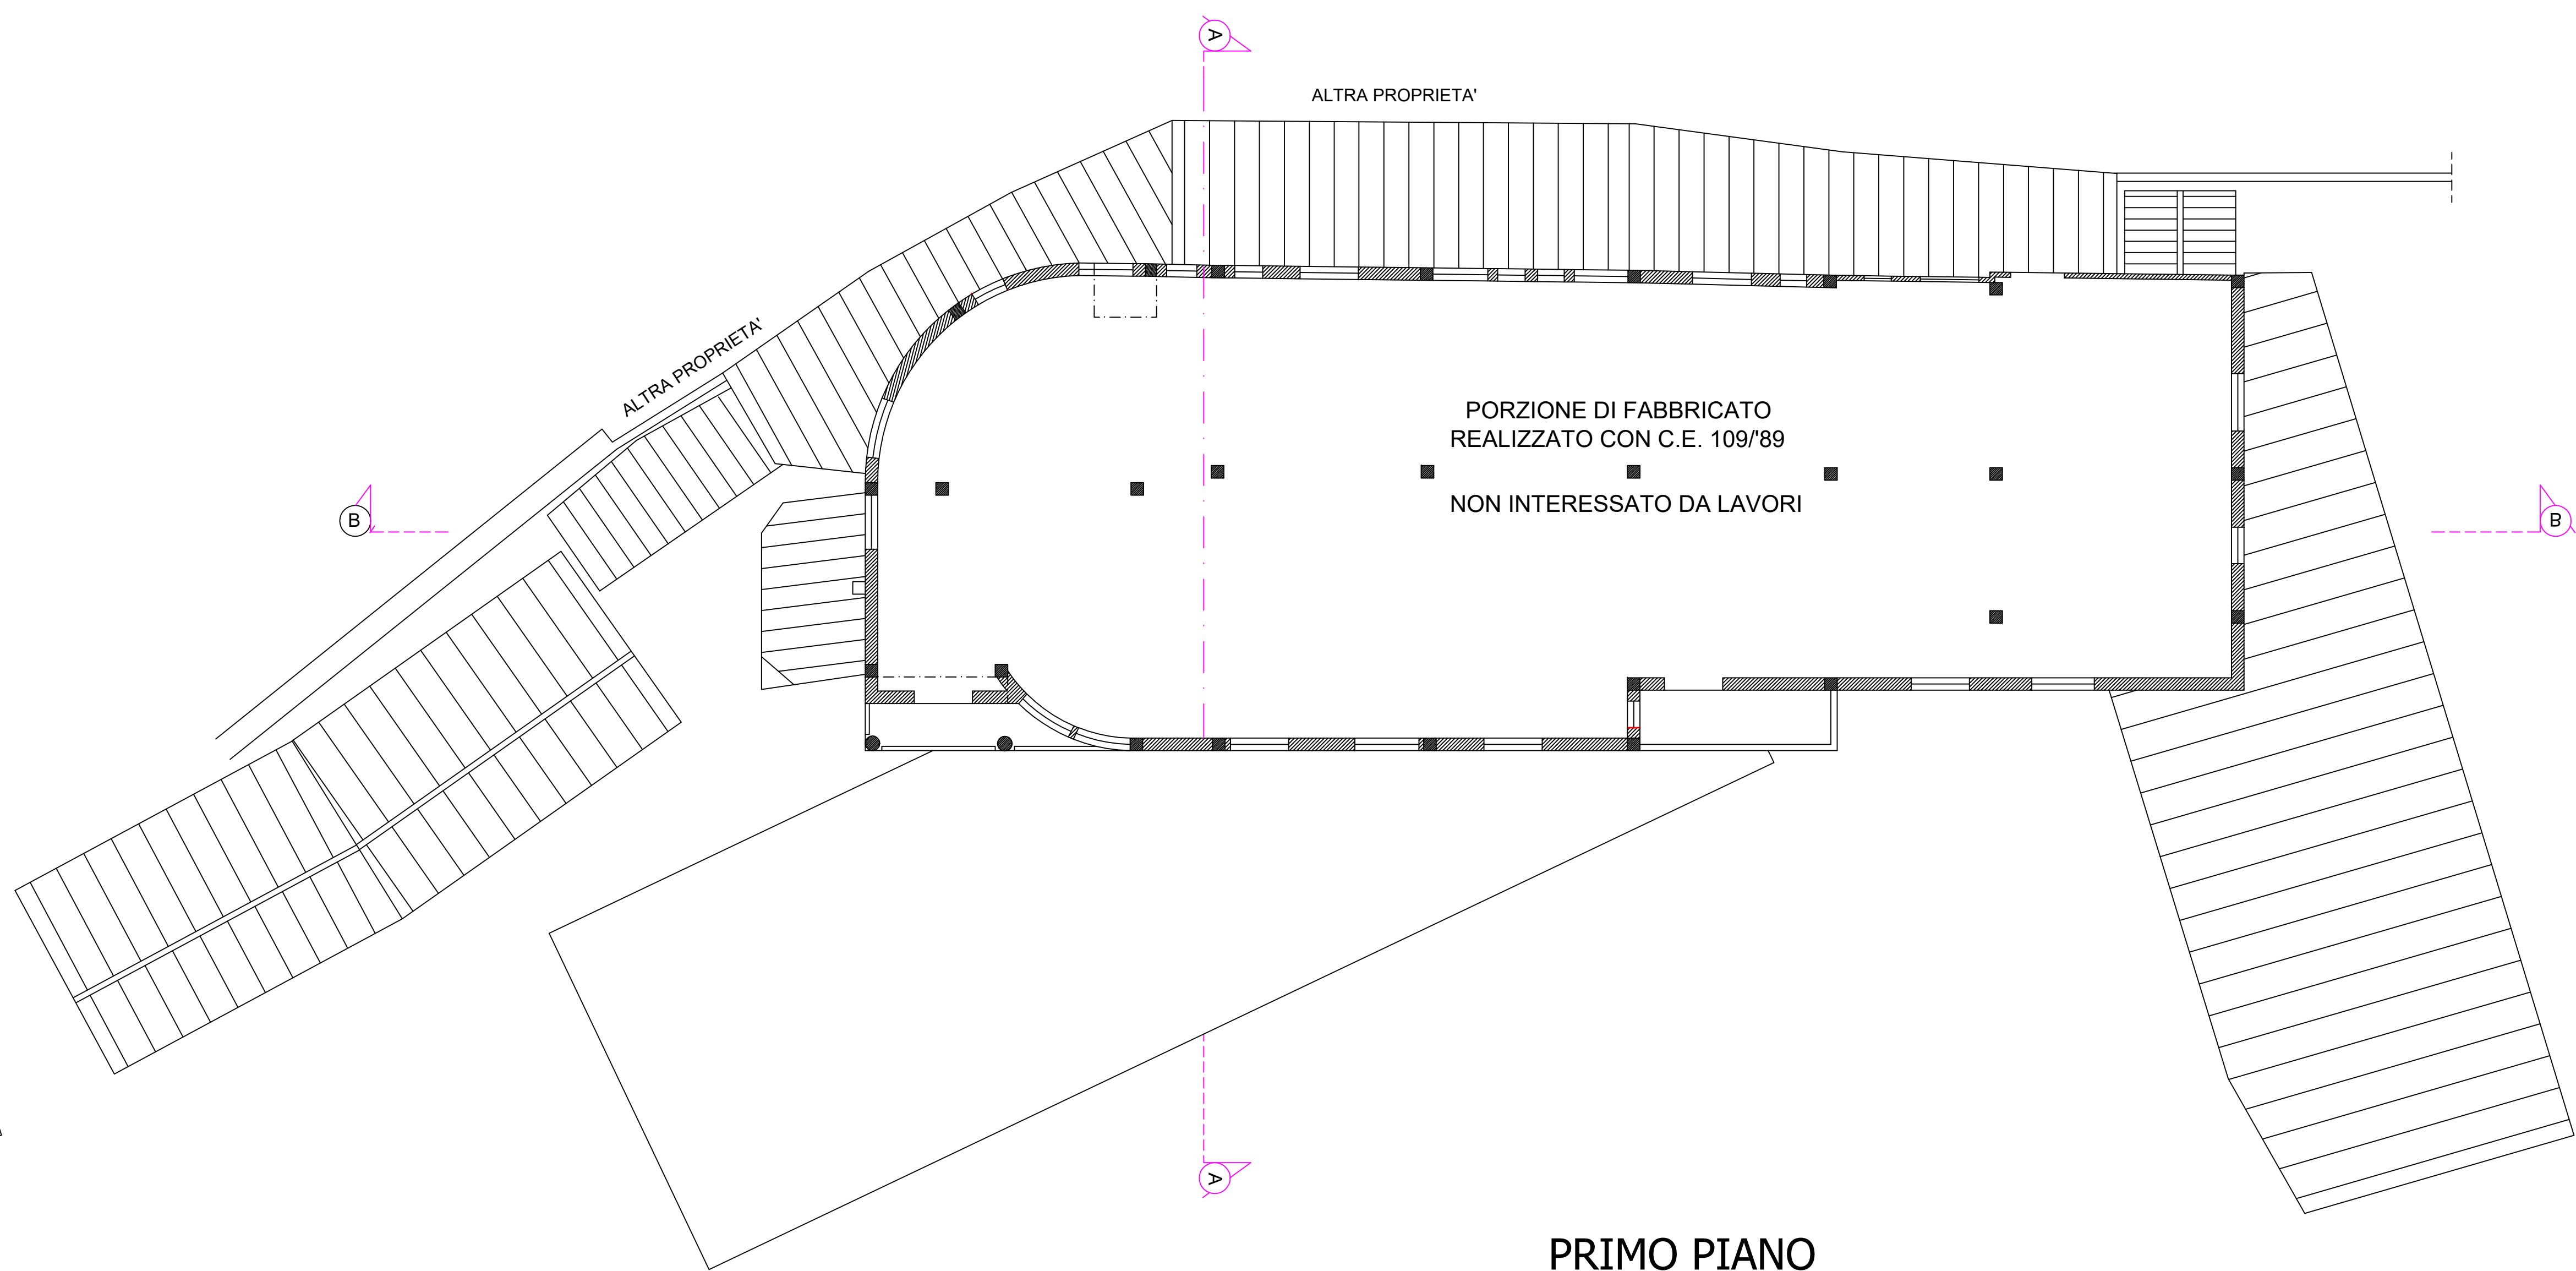 A
ALTRA PROPRIETA'
ALTRA PROPRIETA'
PORZIONE DI FABBRICATO
REALIZZATO CON C.E. 109/'89
NON INTERESSATO DA LAVORI
B
B
A
PRIMO PIANO